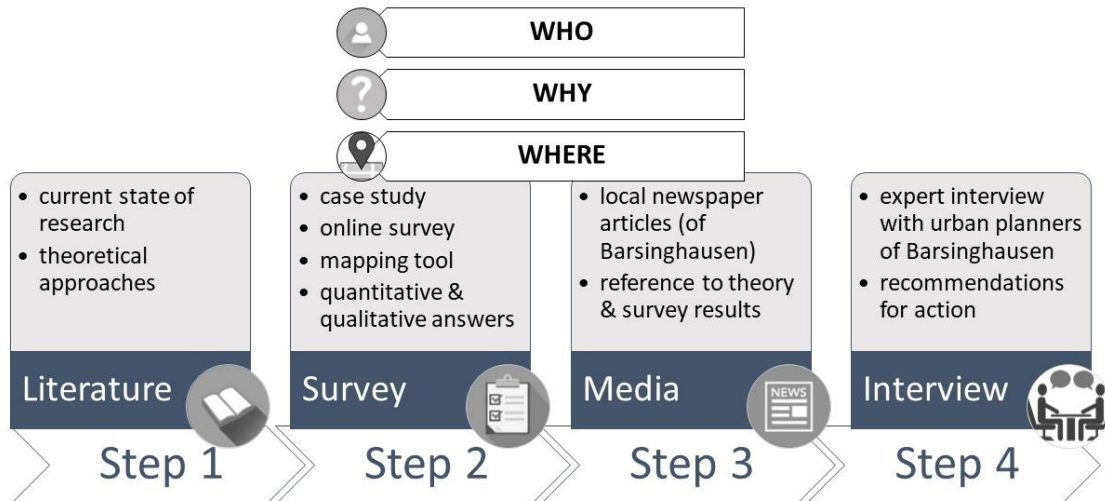 WHO
WHY
?
WHERE
• current state of
research
• theoretical
approaches
Literature
Step 1
• case study
• online survey
• mapping tool
• quantitative &
qualitative answers
Survey
Step 2
• local newspaper
articles (of
Barsinghausen)
• reference to theory
& survey results
Media
NEWS
Step 3
• expert interview
with urban planners
of Barsinghausen
• recommendations
for action
Interview
Step 4